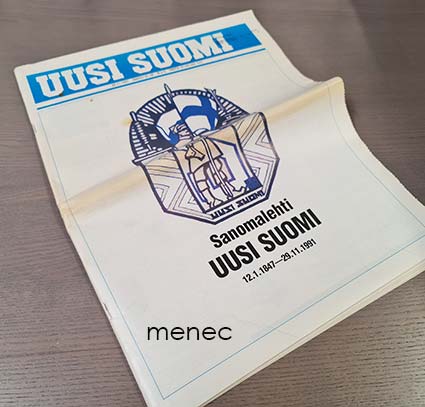 UUSI SUOMI
UUSI SUOMI
Sanomalehti
UUSI SUOMI
12.1.1847—29.11.1991
menec